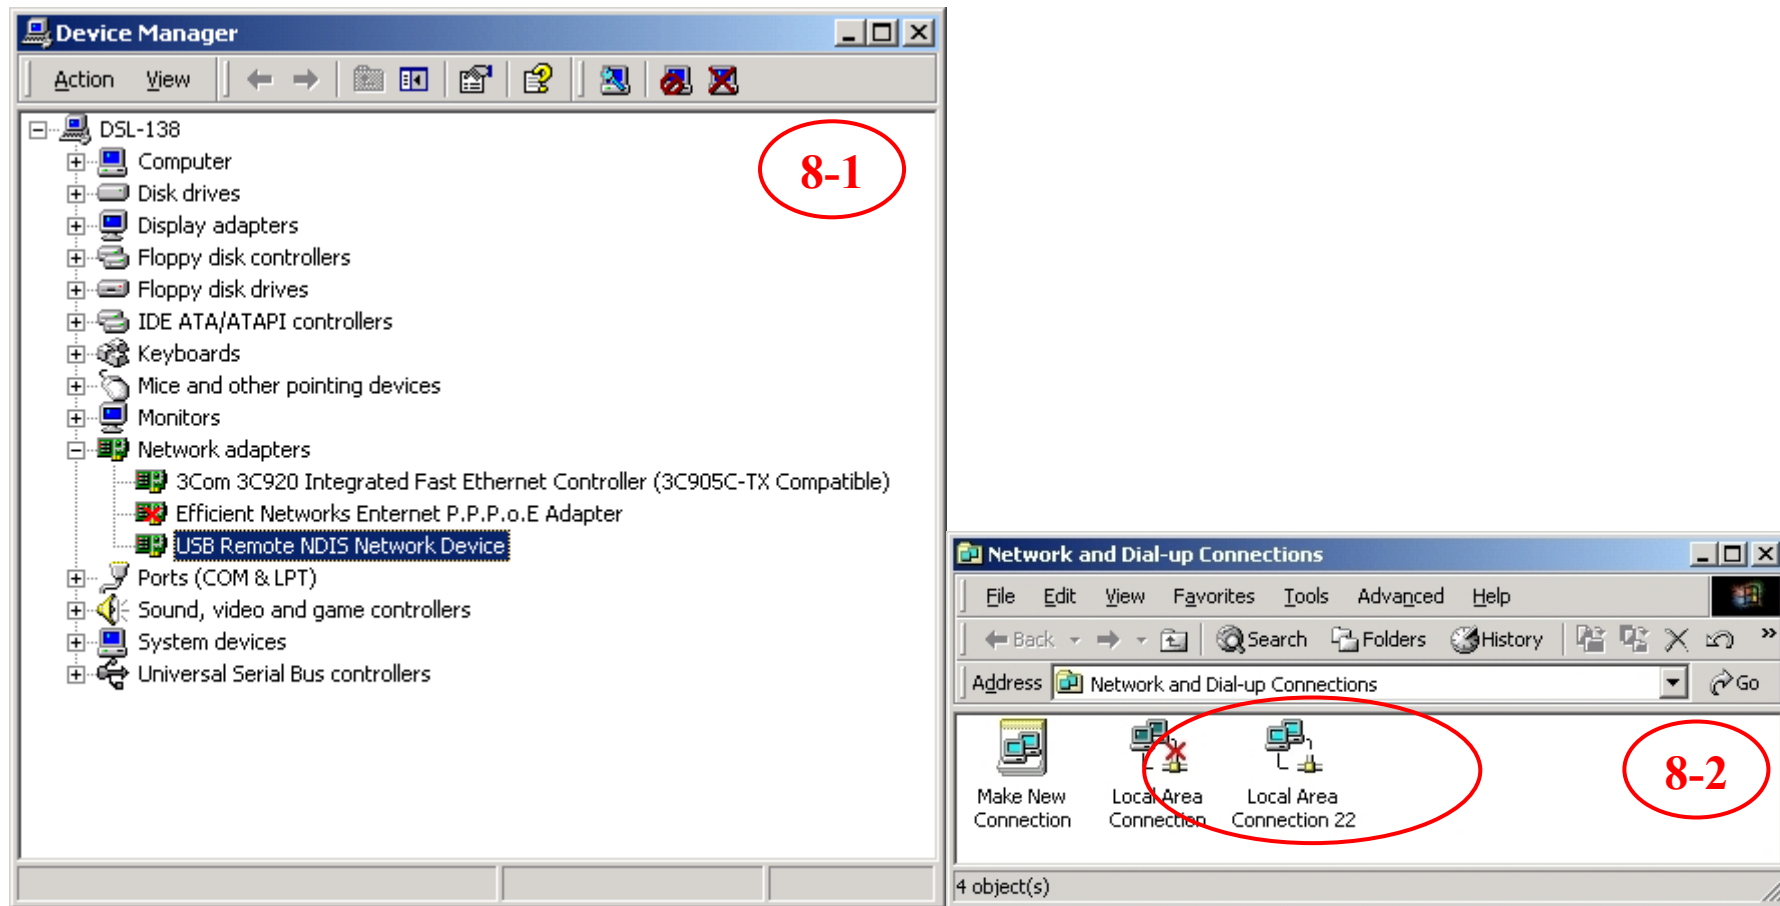 Device Manager
Action View
DSL-138
8-1
Computer
Disk drives
Display adapters
Floppy disk controllers
Floppy disk drives
IDE ATA/ATAPI controllers
Keyboards
Mice and other pointing devices
Monitors
Network adapters
3Com 3C920 Integrated Fast Ethernet Controller (3C905C-TX Compatible)
Efficient Networks Enternet P.P.P.o.E Adapter
USB Remote NDIS Network Device
Ports (COM & LPT)
Sound, video and game controllers
System devices
Universal Serial Bus controllers
Network and Dial-up Connections
File Edit View Favorites Tools Advanced Help
Back Search Folders History »
Address Network and Dial-up Connections Go
Make New Connection
Local Area Connection
Local Area Connection 22
8-2
4 object(s)